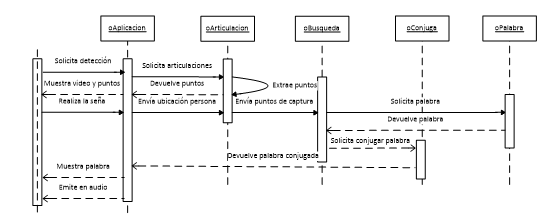 oAplicacion
oArticulacion
oBusqueda
oConjuga
oPalabra
Solicita detección
Solicita articulaciones
Muestra video y puntos
Devuelve puntos
Extrae puntos
Realiza la seña
Envía ubicación persona
Envía puntos de captura
Solicita palabra
Devuelve palabra
Solicita conjugar palabra
Devuelve palabra conjugada
Muestra palabra
Emite en audio